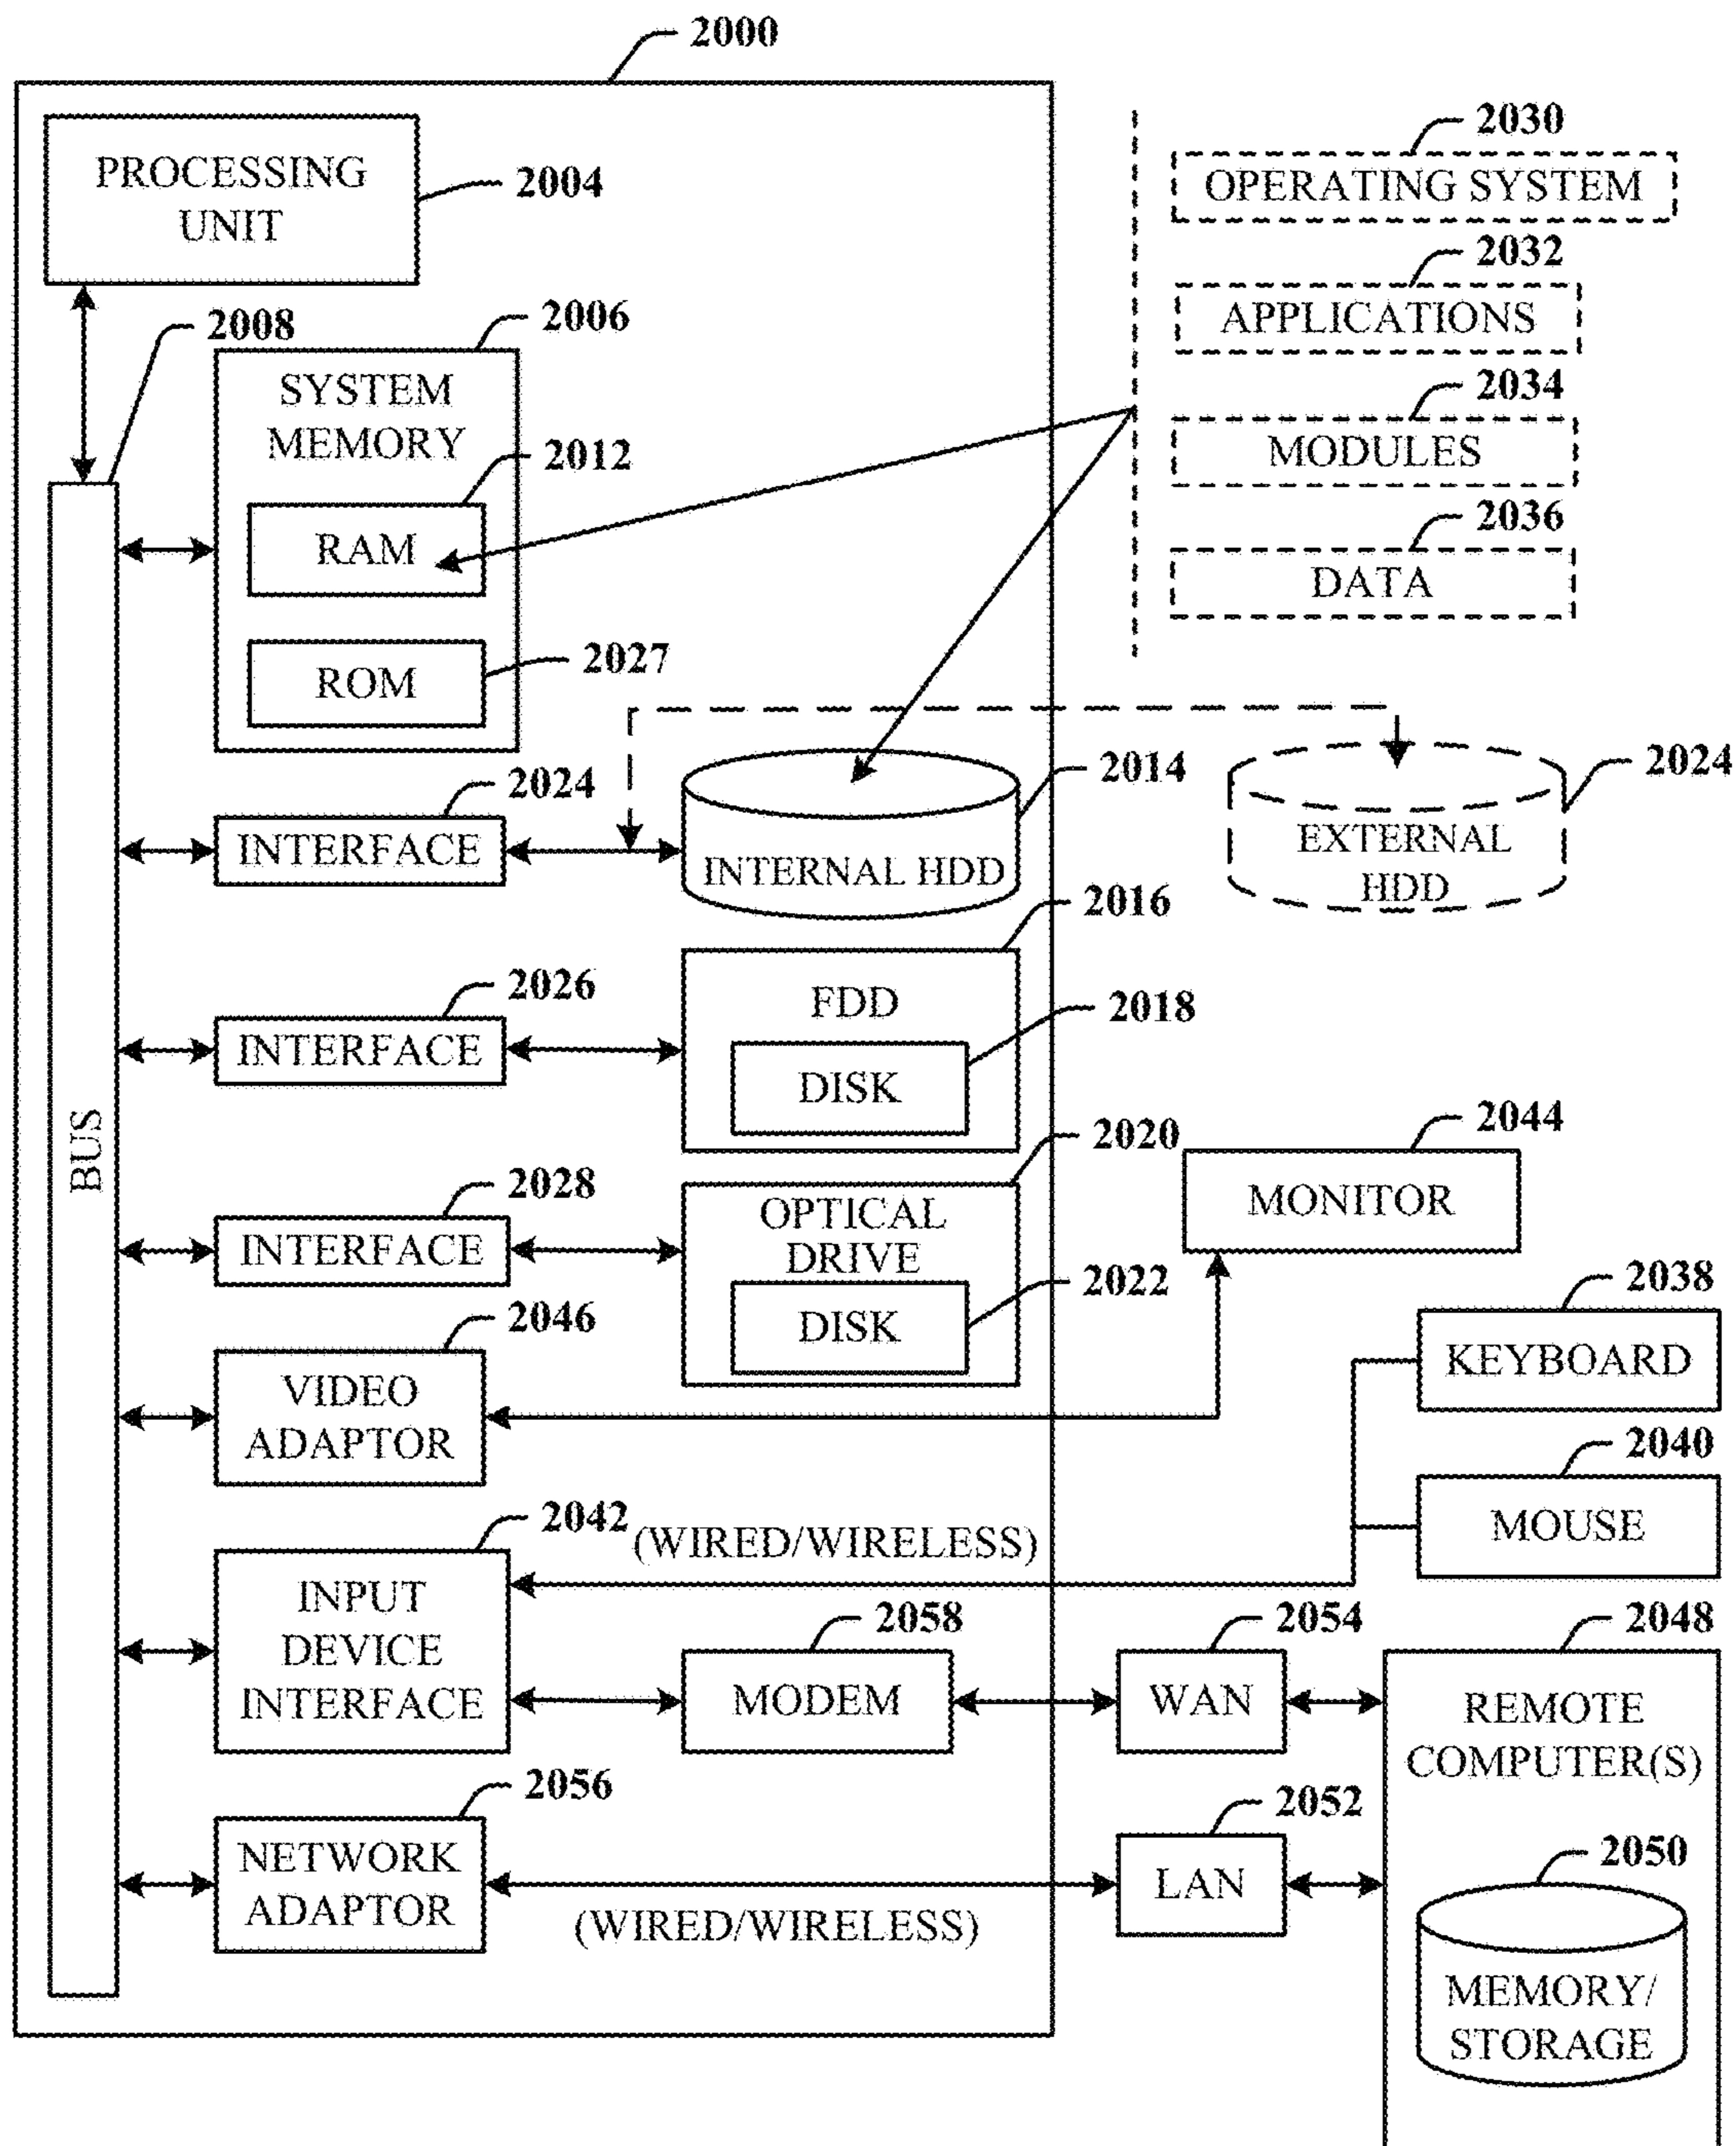 2000
PROCESSING
UNIT
2004
2030
OPERATING SYSTEM
2032
APPLICATIONS
2034
MODULES
2036
DATA
2008
2006
SYSTEM
MEMORY
2012
RAM
2027
ROM
2024
INTERFACE
2014
INTERNAL HDD
2024
EXTERNAL
HDD
2016
FDD
2018
DISK
2026
INTERFACE
BUS
2020
OPTICAL
DRIVE
2022
DISK
2028
INTERFACE
2044
MONITOR
2038
KEYBOARD
2046
VIDEO
ADAPTOR
2040
MOUSE
2042
(WIRED/WIRELESS)
INPUT
DEVICE
INTERFACE
2058
MODEM
2054
WAN
2048
REMOTE
COMPUTER(S)
2056
NETWORK
ADAPTOR
(WIRED/WIRELESS)
2052
LAN
2050
MEMORY/
STORAGE